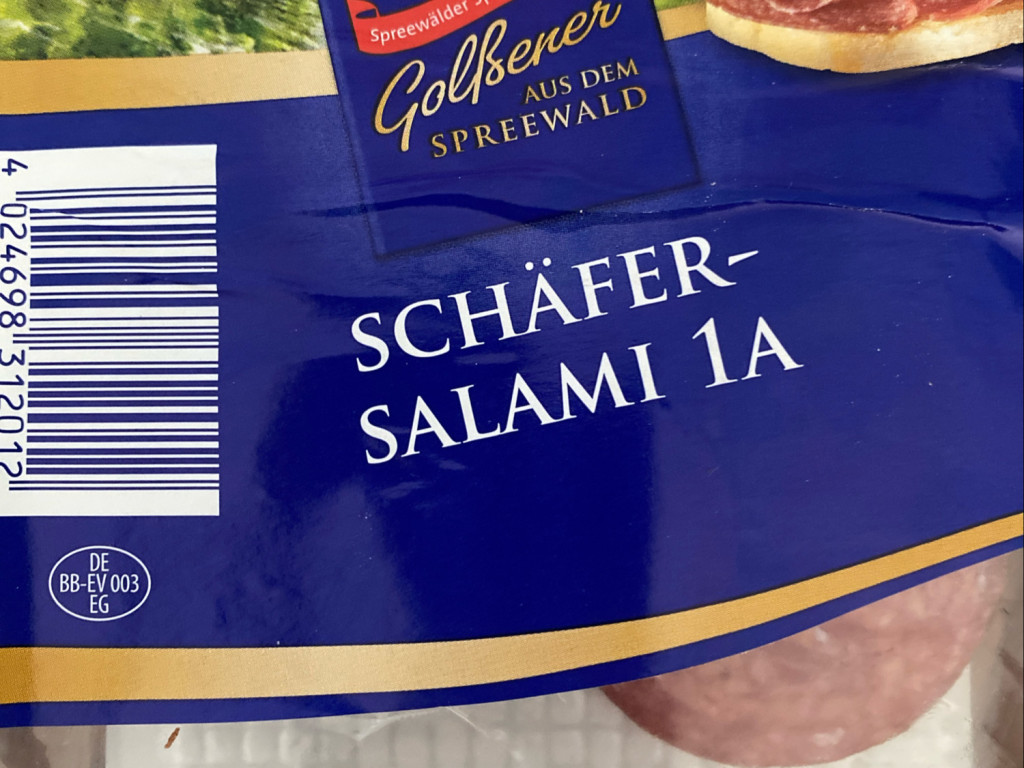 Spreewälder
Golßener
AUS DEM
SPREEWALD
SCHÄFER-
SALAMI 1A
4 024698 312012
DE
BB-EV 003
EG